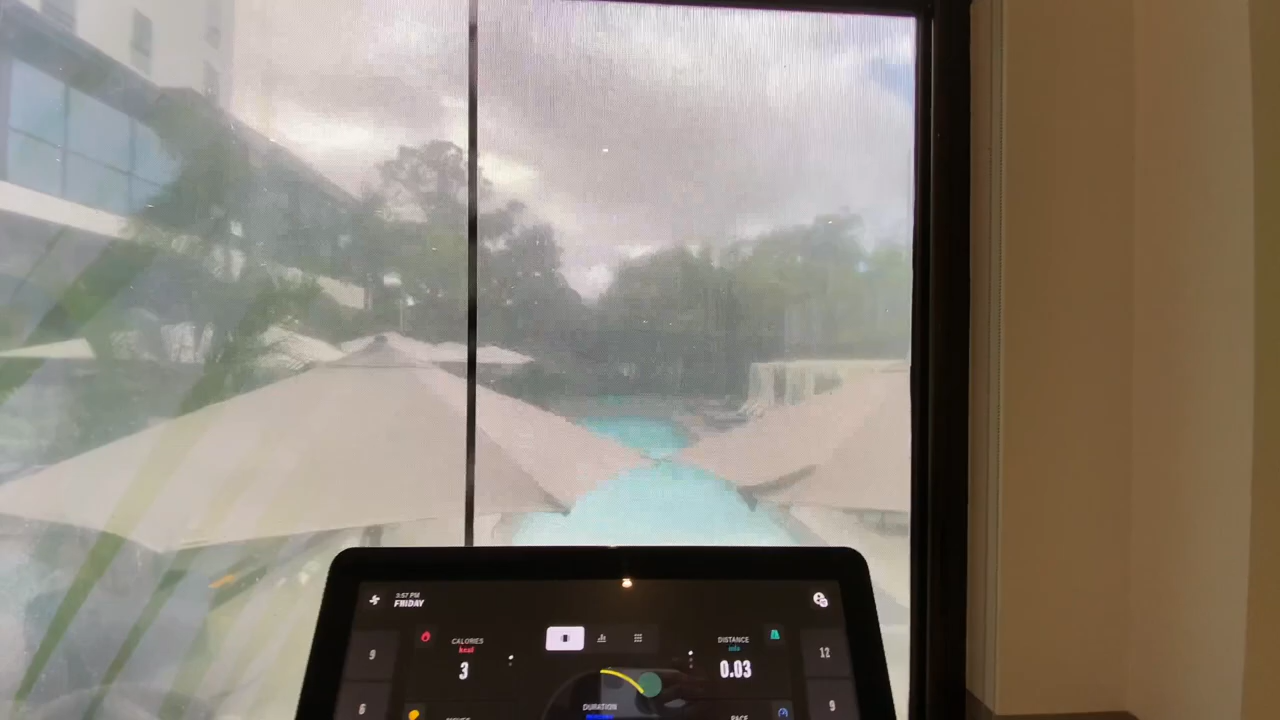 3:57 PM
FRIDAY
CALORIES
kcal
3
DISTANCE
mile
0.03
9
6
12
9
DURATION
PACE